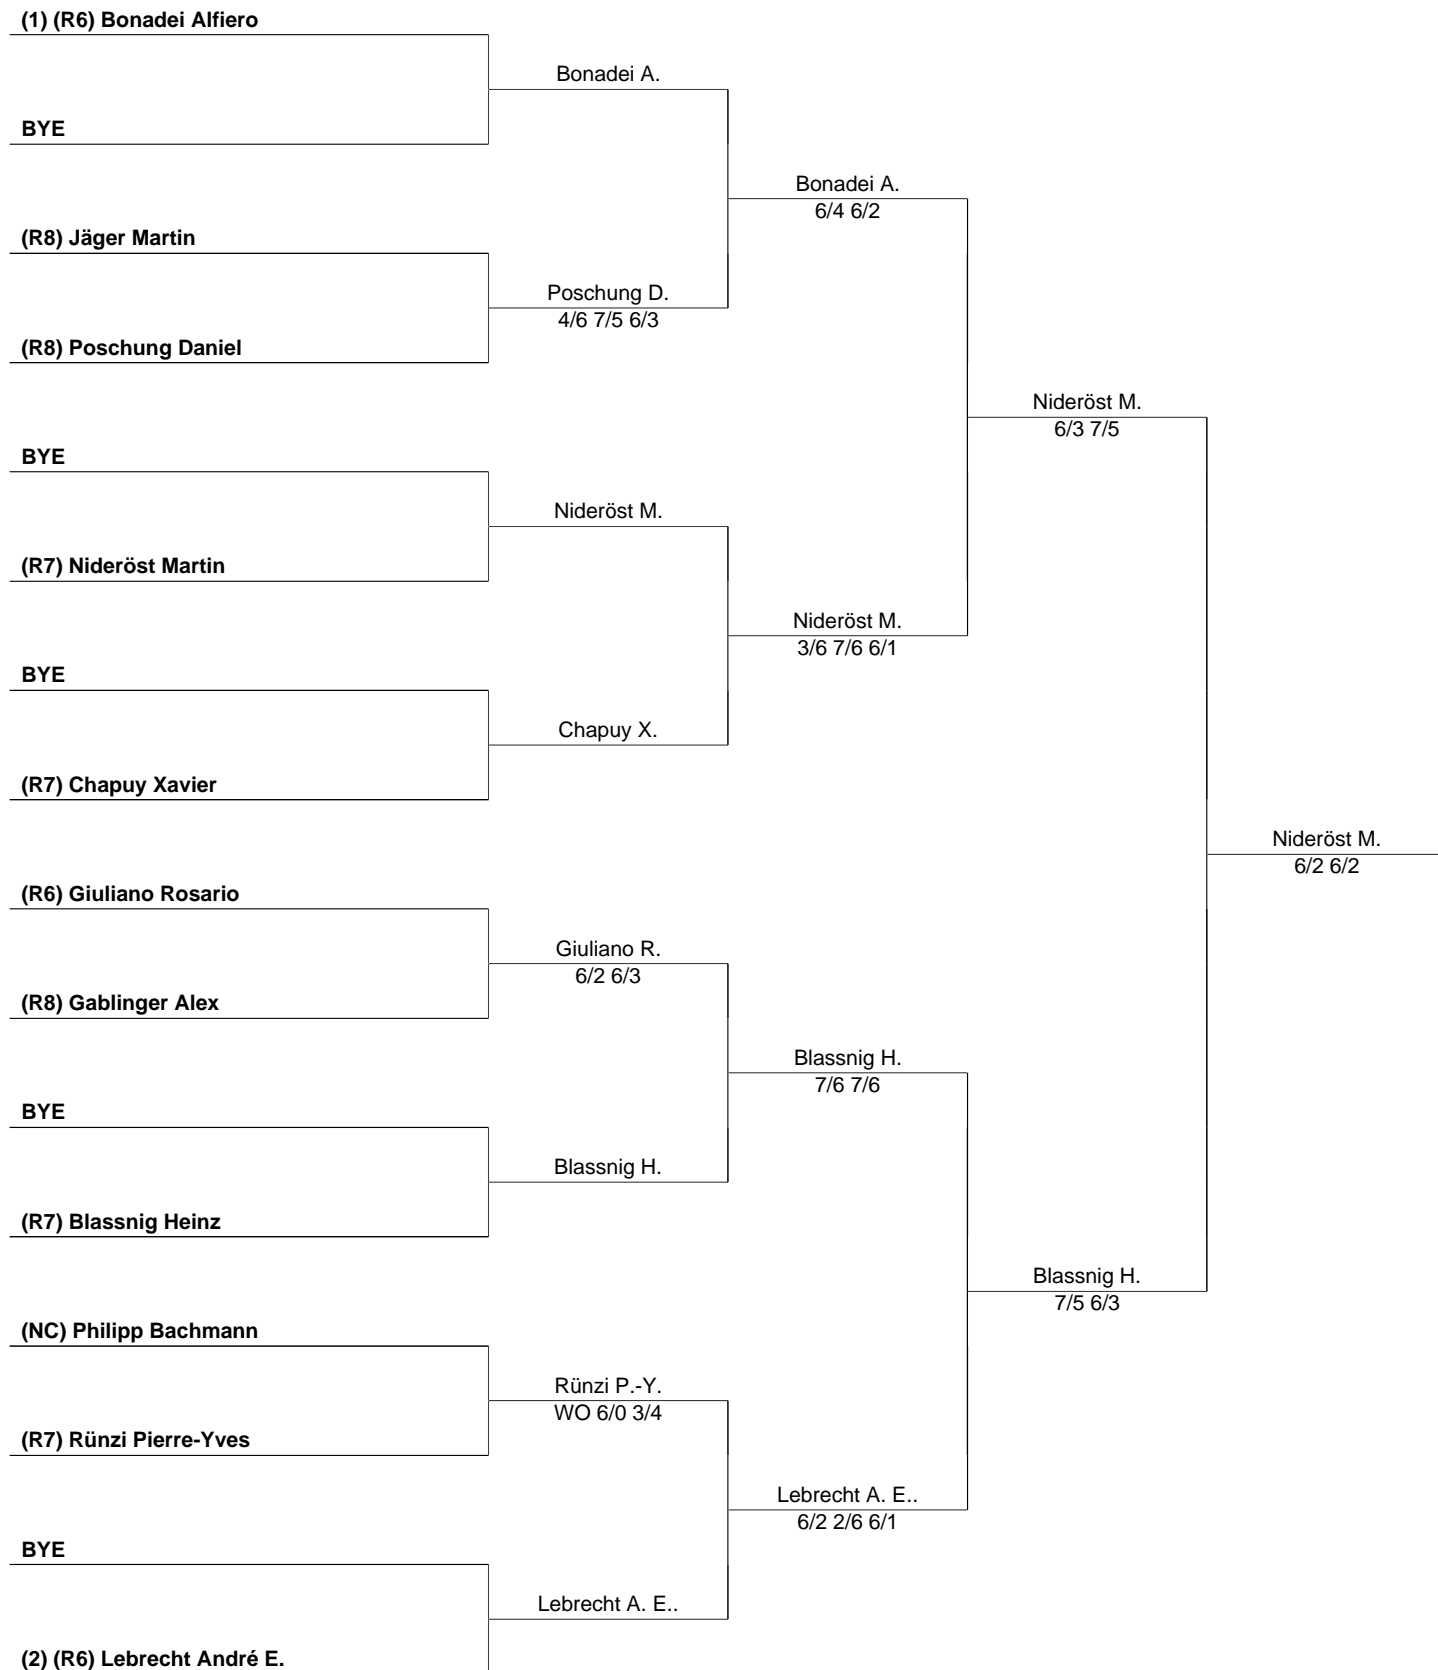 (1) (R6) Bonadei Alfiero
Bonadei A.
BYE
Bonadei A.
6/4 6/2
(R8) Jäger Martin
Poschung D.
4/6 7/5 6/3
(R8) Poschung Daniel
Nideröst M.
6/3 7/5
BYE
Nideröst M.
(R7) Nideröst Martin
Nideröst M.
3/6 7/6 6/1
BYE
Chapuy X.
(R7) Chapuy Xavier
Nideröst M.
6/2 6/2
(R6) Giuliano Rosario
Giuliano R.
6/2 6/3
(R8) Gablinger Alex
Blassnig H.
7/6 7/6
BYE
Blassnig H.
(R7) Blassnig Heinz
Blassnig H.
7/5 6/3
(NC) Philipp Bachmann
Rünzi P.-Y.
WO 6/0 3/4
(R7) Rünzi Pierre-Yves
Lebrecht A. E..
6/2 2/6 6/1
BYE
Lebrecht A. E..
(2) (R6) Lebrecht André E.